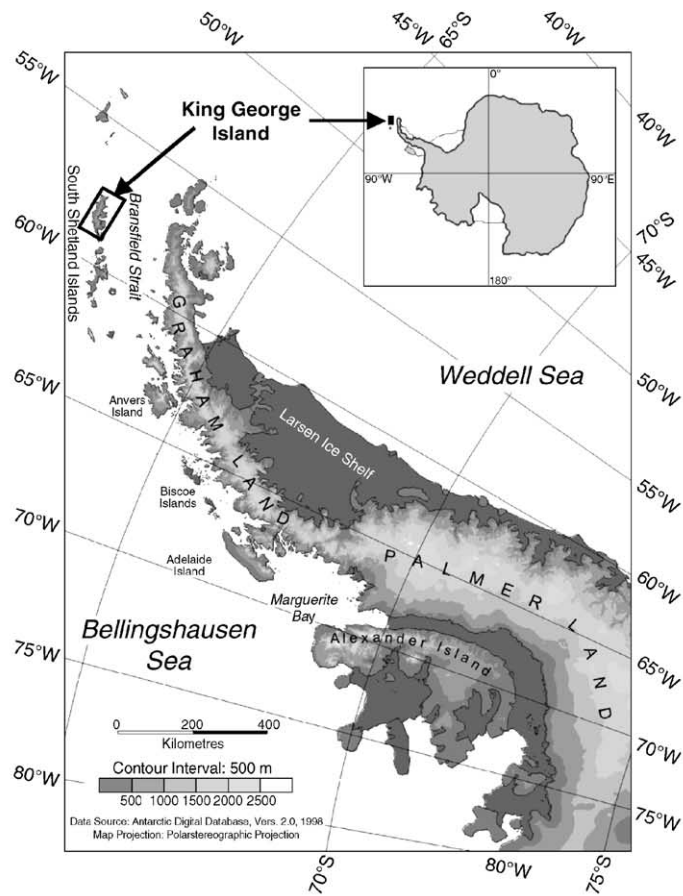 50°W
45°W
65°S
40°W
55°W
King George
Island
0°
90°W
90°E
180°
40°W
South Shetland Islands
Bransfield Strait
60°W
70°S
45°W
GRAHAM LAND
Weddell Sea
50°W
65°W
Anvers
Island
Larsen Ice Shelf
Biscoe
Islands
55°W
70°W
Adelaide
Island
PALMER LAND
60°W
Marguerite
Bay
Bellingshausen
Sea
Alexander Island
75°W
65°W
0 200 400
Kilometres
70°W
80°W
Contour Interval: 500 m
500 1000 1500 2000 2500
75°W
Data Source: Antarctic Digital Database, Vers. 2.0, 1998
Map Projection: Polarstereographic Projection
70°S
80°W
75°S